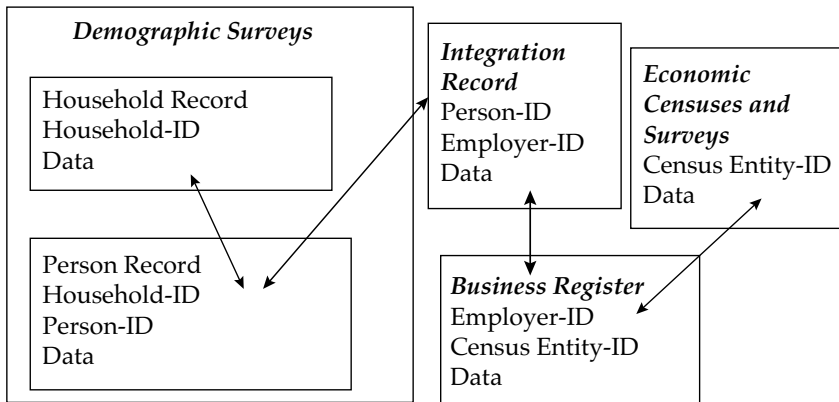 Demographic Surveys
Household Record
Household-ID
Data
Person Record
Household-ID
Person-ID
Data
Integration
Record
Person-ID
Employer-ID
Data
Economic
Censuses and
Surveys
Census Entity-ID
Data
Business Register
Employer-ID
Census Entity-ID
Data